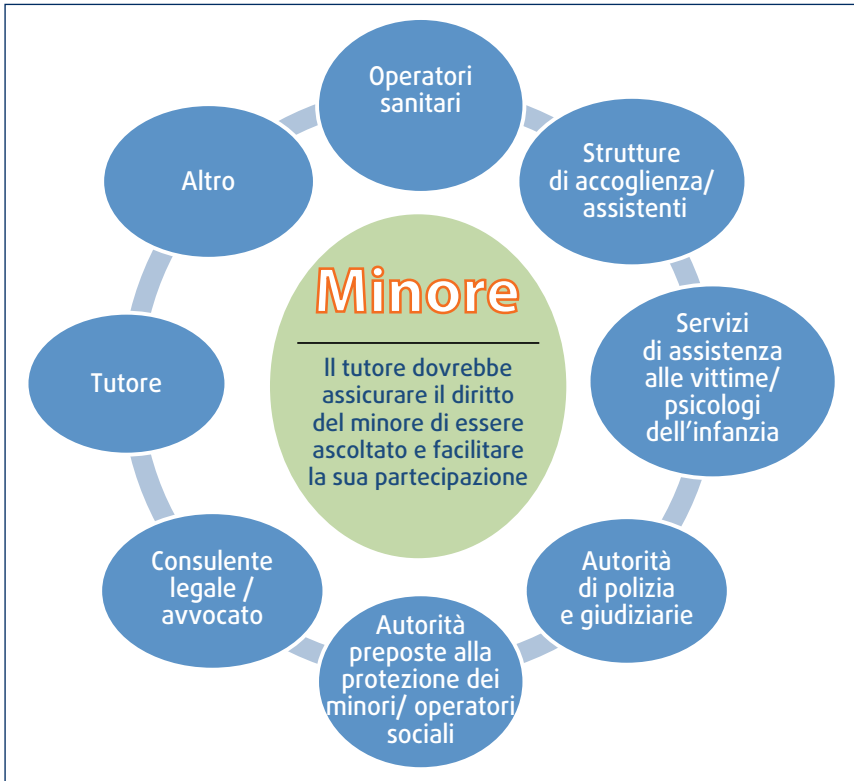 Operatori
sanitari
Strutture
di accoglienza/
assistenti
Servizi
di assistenza
alle vittime/
psicologi
dell'infanzia
Autorità
di polizia
e giudiziarie
Autorità
preposte alla
protezione dei
minori/ operatori
sociali
Consulente
legale /
avvocato
Tutore
Altro
Minore
Il tutore dovrebbe
assicurare il diritto
del minore di essere
ascoltato e facilitare
la sua partecipazione